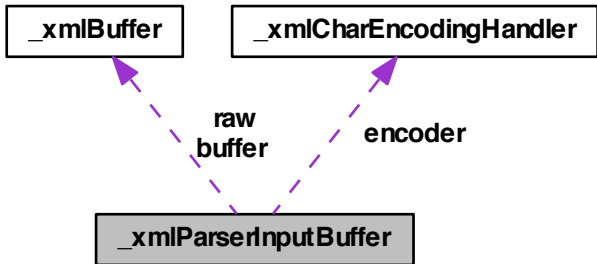 _xmlBuffer
_xmlCharEncodingHandler
raw
buffer
encoder
_xmlParserInputBuffer